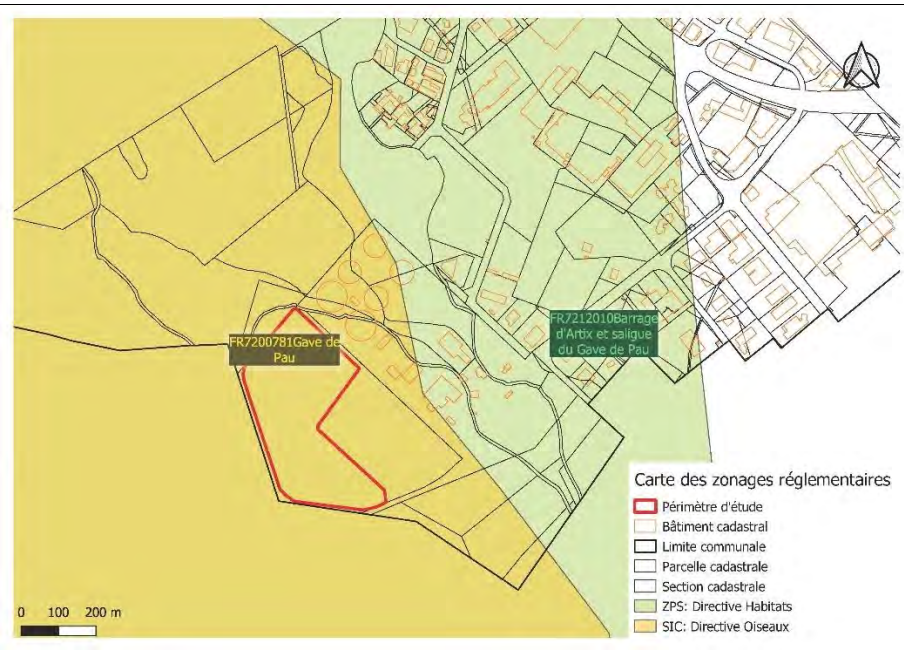 FR7212010Barrage
d'Artix et saligue
du Gave de Pau
FR7200781Gave de
Pau
Carte des zonages réglementaires
Périmètre d'étude
Bâtiment cadastral
Limite communale
Parcelle cadastrale
Section cadastrale
ZPS: Directive Habitats
SIC: Directive Oiseaux
0 100 200 m